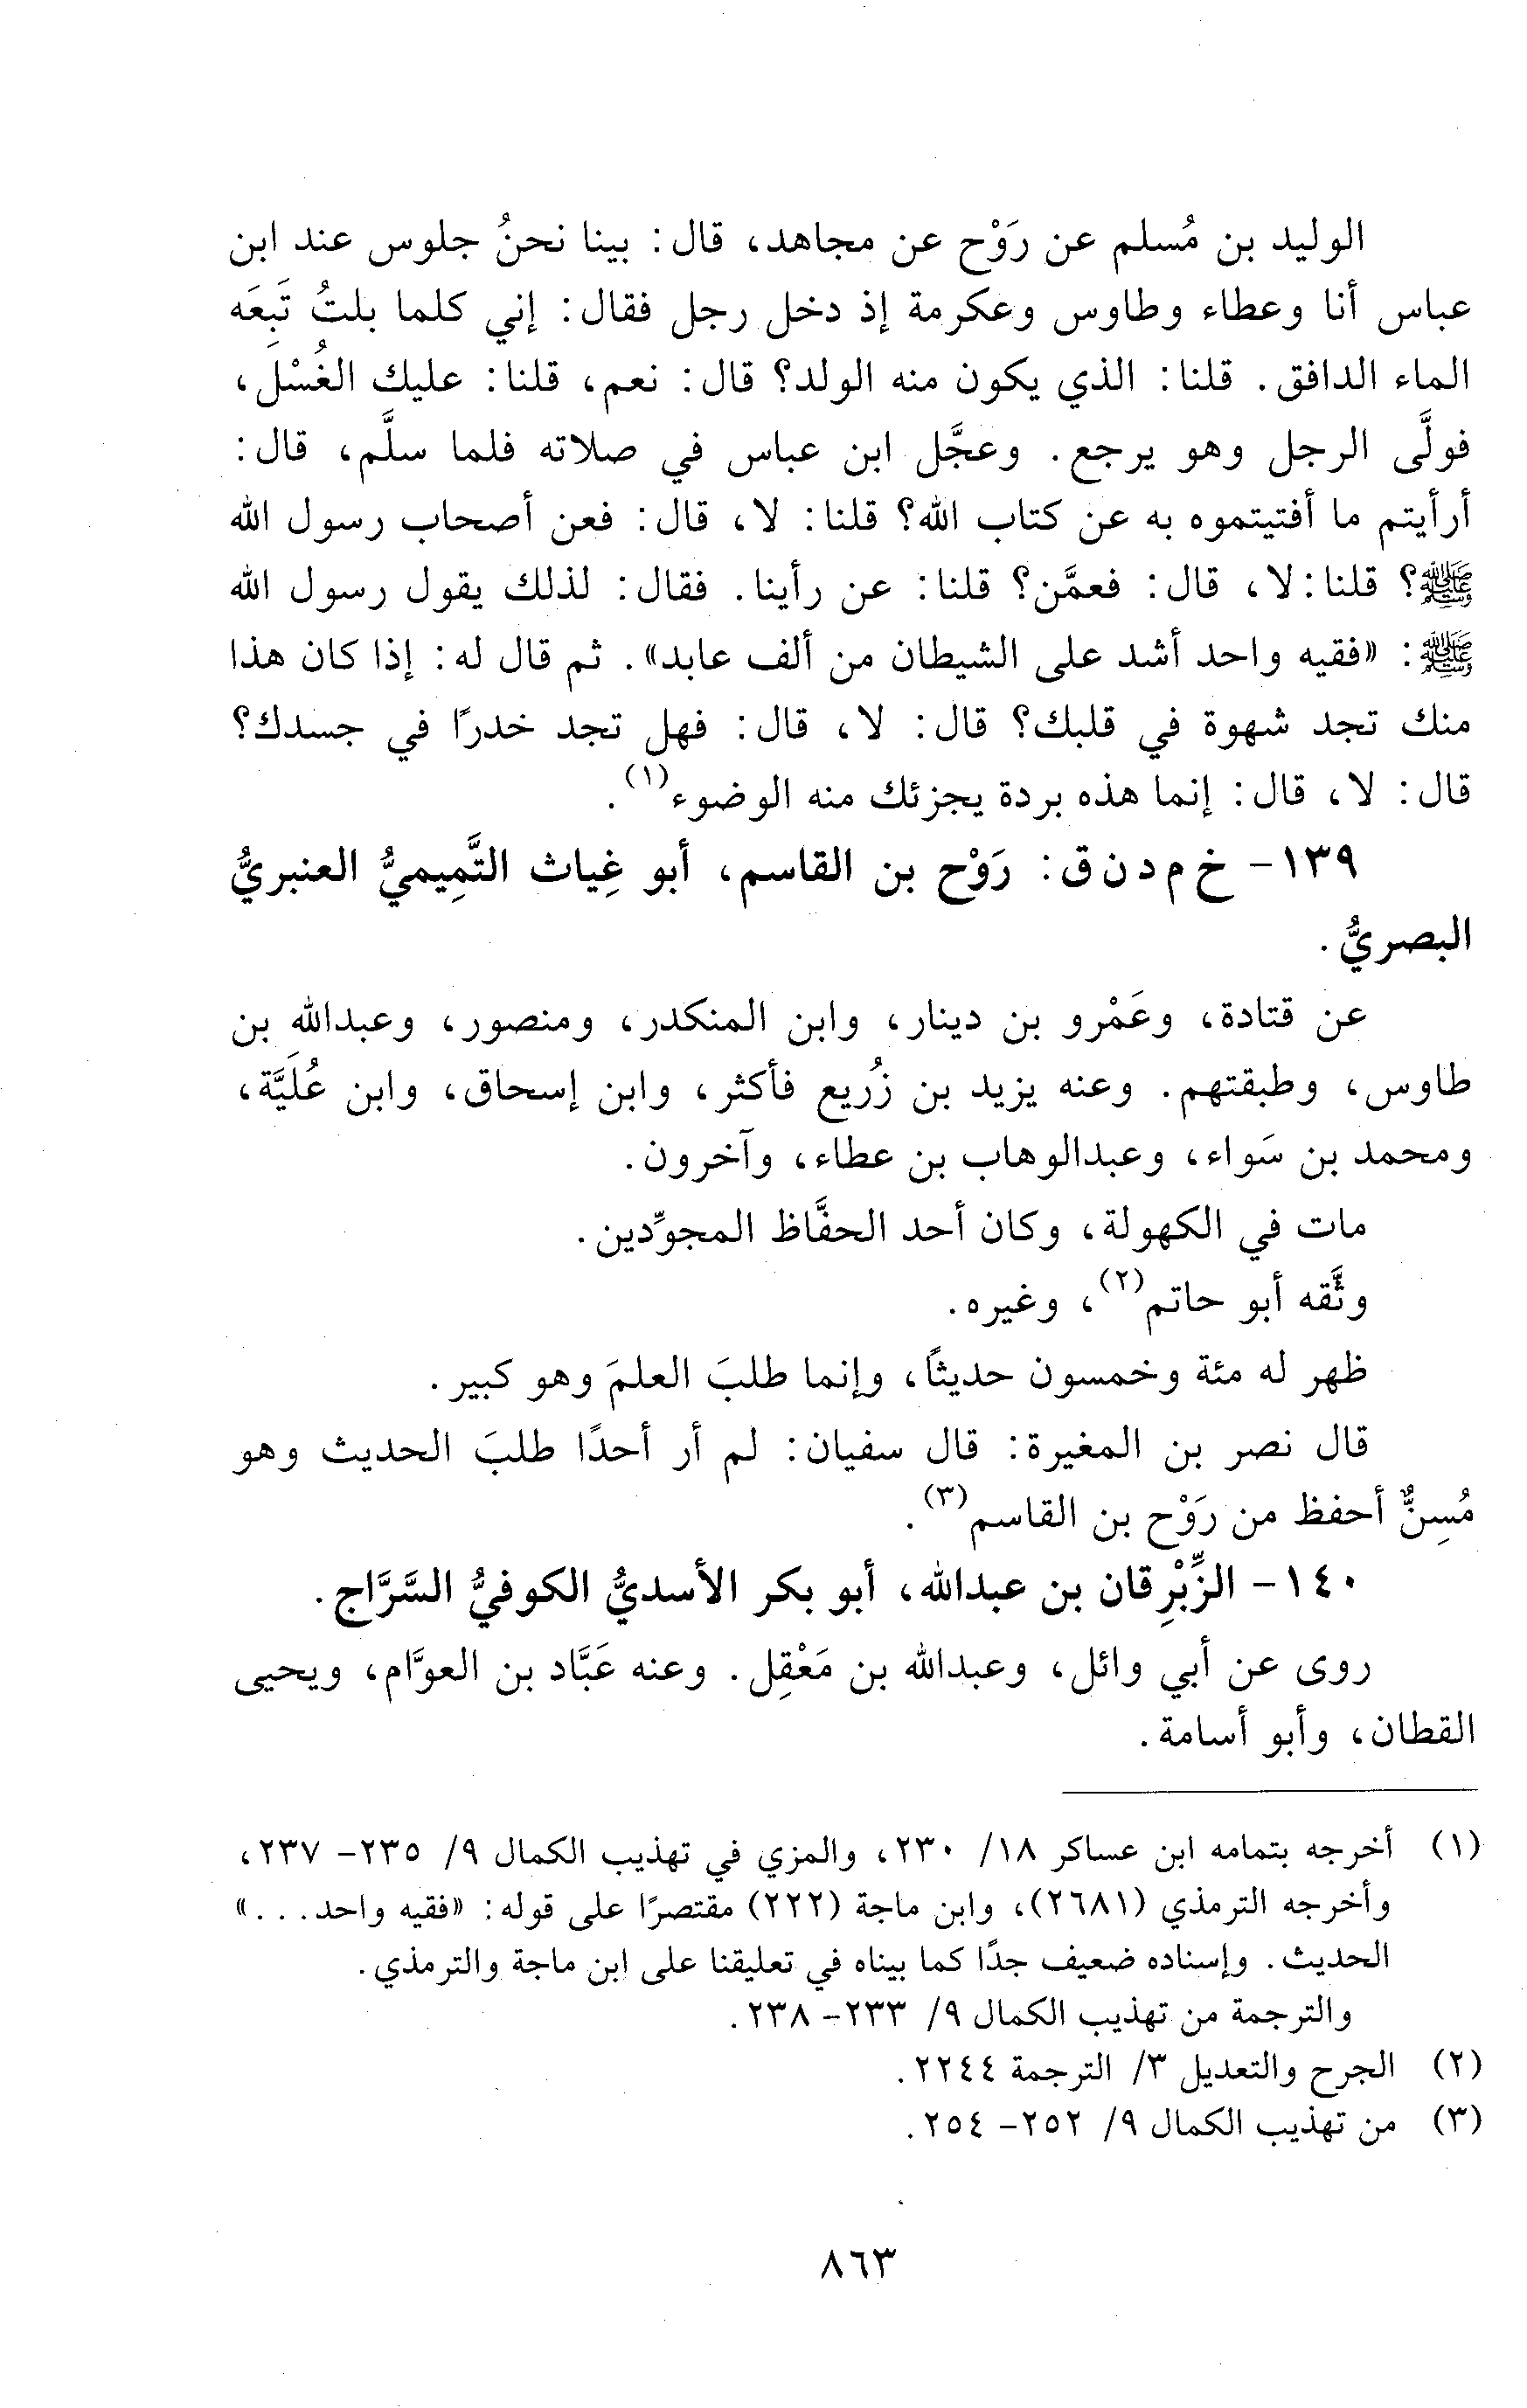 الوليد بن مُسلم عن رَوْح عن مجاهد، قال: بينا نحنُ جلوس عند ابن
عباس أنا وعطاء وطاوس وعكرمة إذ دخل رجل فقال: إني كلما بلتُ تَبِعَه
الماء الدافق. قلنا: الذي يكون منه الولد؟ قال: نعم، قلنا: عليك الغُسْل،
فولَّى الرجل وهو يرجع. وعجَّل ابن عباس في صلاته فلما سلَّم، قال:
أرأيتم ما أفتيتموه به عن كتاب الله؟ قلنا: لا، قال: فعن أصحاب رسول الله
ﷺ؟ قلنا: لا، قال: فعمَّن؟ قلنا: عن رأينا. فقال: لذلك يقول رسول الله
ﷺ: «فقيه واحد أشد على الشيطان من ألف عابد». ثم قال له: إذا كان هذا
منك تجد شهوة في قلبك؟ قال: لا، قال: فهل تجد خدرًا في جسدك؟
قال: لا، قال: إنما هذه بردة يجزئك منه الوضوء(١).
١٣٩- خ م د ن ق: رَوْح بن القاسم، أبو غِياث التَّمِيميُّ العنبريُّ
البصريُّ.
عن قتادة، وعَمْرو بن دينار، وابن المنكدر، ومنصور، وعبدالله بن
طاوس، وطبقتهم. وعنه يزيد بن زُريع فأكثر، وابن إسحاق، وابن عُلَيَّة،
ومحمد بن سَواء، وعبدالوهاب بن عطاء، وآخرون.
مات في الكهولة، وكان أحد الحفَّاظ المجوِّدين.
وثَّقه أبو حاتم(٢)، وغيره.
ظهر له مئة وخمسون حديثًا، وإنما طلبَ العلمَ وهو كبير.
قال نصر بن المغيرة: قال سفيان: لم أر أحدًا طلبَ الحديث وهو
مُسِنٌّ أحفظ من رَوْح بن القاسم(٣).
١٤٠- الزِّبْرِقان بن عبدالله، أبو بكر الأسديُّ الكوفيُّ السَّرَّاج.
روى عن أبي وائل، وعبدالله بن مَعْقِل. وعنه عَبَّاد بن العوَّام، ويحيى
القطان، وأبو أسامة.
(١) أخرجه بتمامه ابن عساكر ١٨/ ٢٣٠، والمزي في تهذيب الكمال ٩/ ٢٣٥- ٢٣٧،
وأخرجه الترمذي (٢٦٨١)، وابن ماجة (٢٢٢) مقتصرًا على قوله: «فقيه واحد...»
الحديث. وإسناده ضعيف جدًا كما بيناه في تعليقنا على ابن ماجة والترمذي.
والترجمة من تهذيب الكمال ٩/ ٢٣٣- ٢٣٨.
(٢) الجرح والتعديل ٣/ الترجمة ٢٢٤٤.
(٣) من تهذيب الكمال ٩/ ٢٥٢- ٢٥٤.
٨٦٣